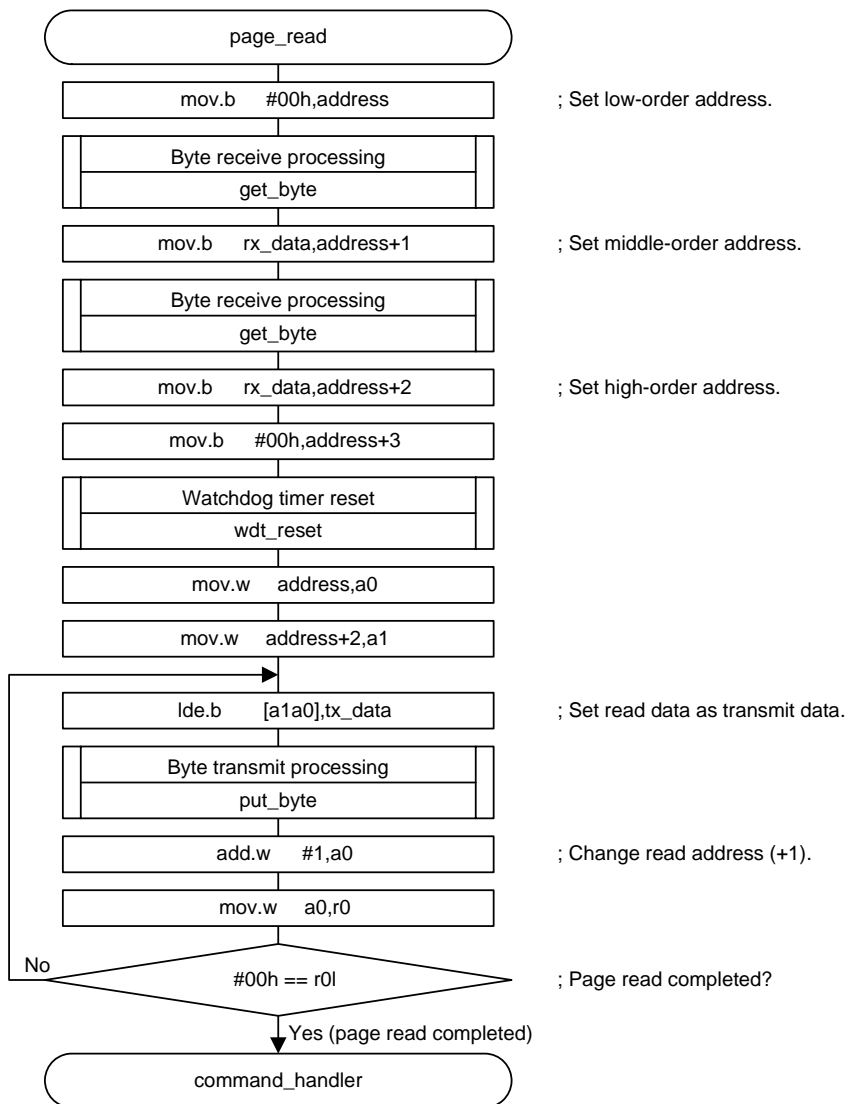 page_read
mov.b #00h,address ; Set low-order address.
Byte receive processing
get_byte
mov.b rx_data,address+1 ; Set middle-order address.
Byte receive processing
get_byte
mov.b rx_data,address+2 ; Set high-order address.
mov.b #00h,address+3
Watchdog timer reset
wdt_reset
mov.w address,a0
mov.w address+2,a1
lde.b [a1a0],tx_data ; Set read data as transmit data.
Byte transmit processing
put_byte
add.w #1,a0 ; Change read address (+1).
mov.w a0,r0
No
#00h == r0l ; Page read completed?
Yes (page read completed)
command_handler